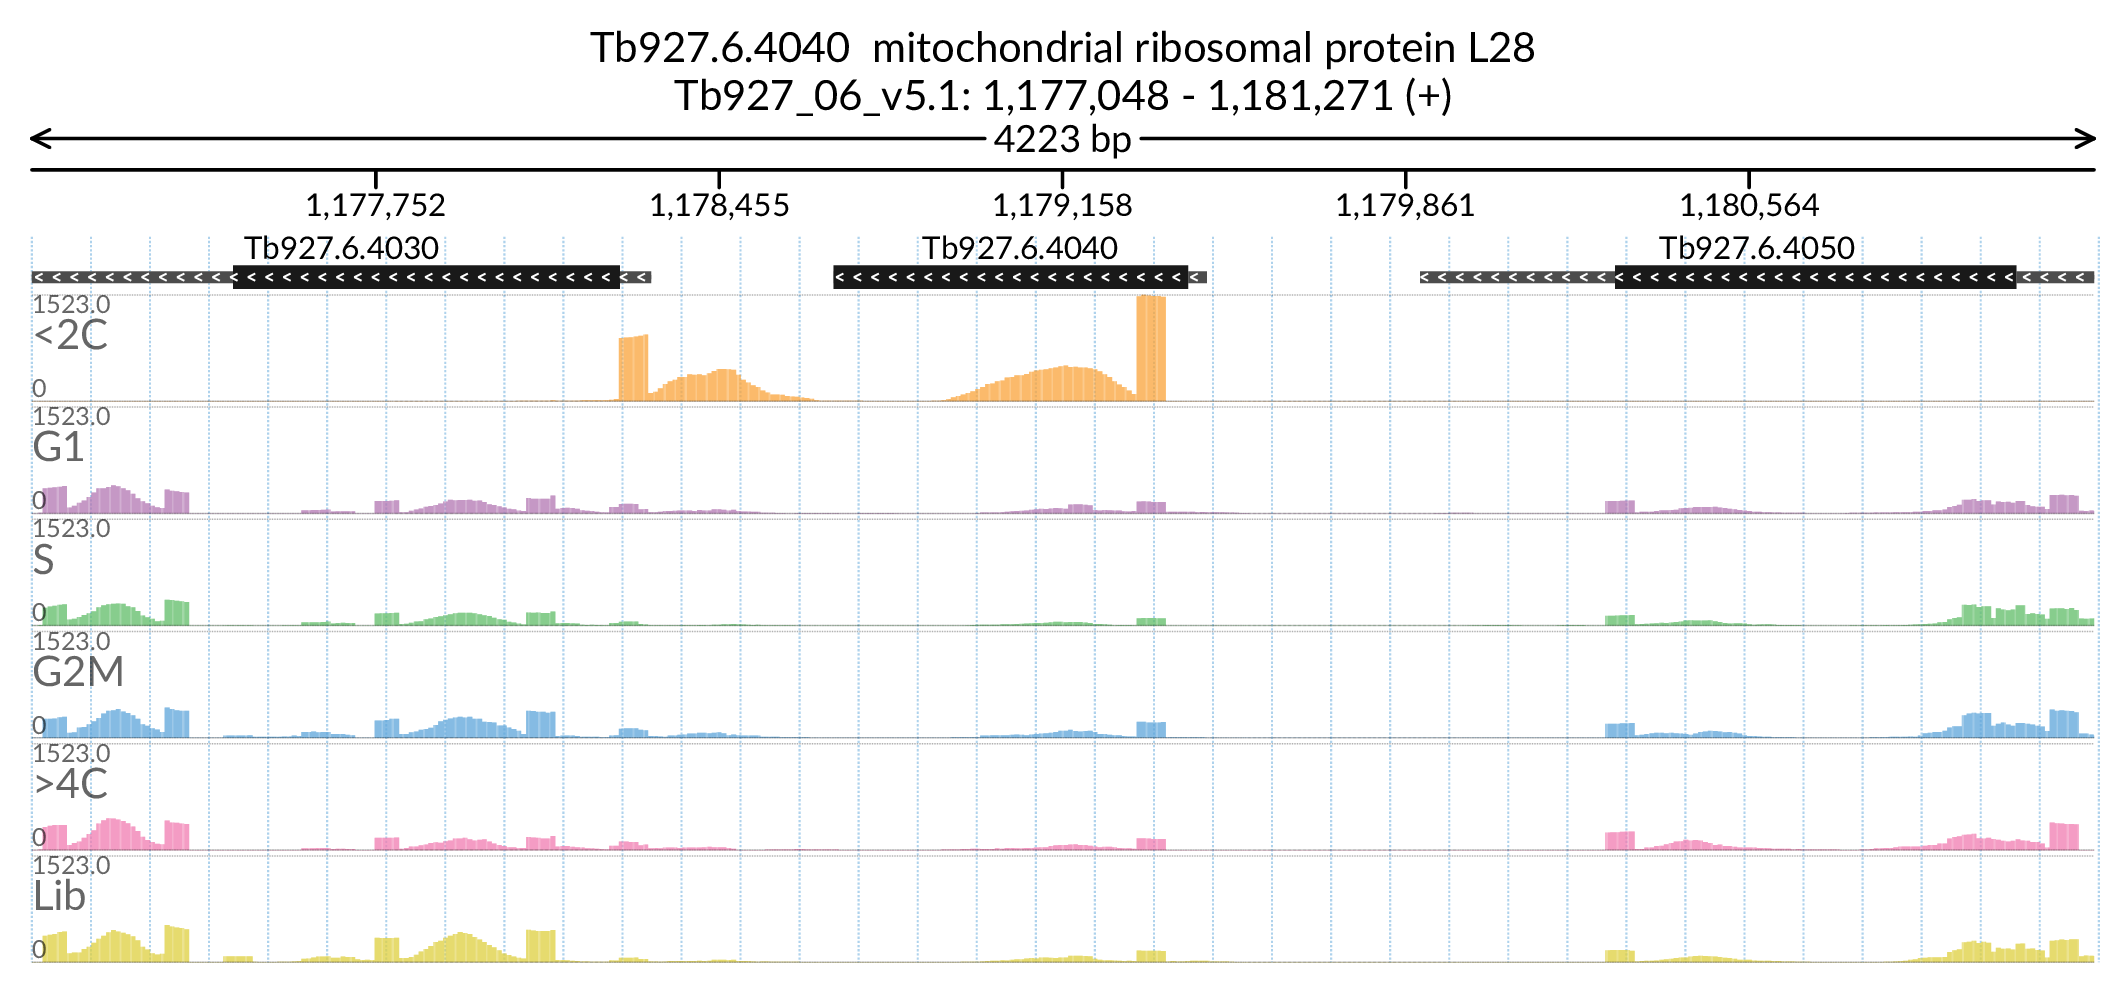 Tb927.6.4040  mitochondrial ribosomal protein L28
Tb927_06_v5.1: 1,177,048 - 1,181,271 (+)
4223 bp
1,177,752 1,178,455 1,179,158 1,179,861 1,180,564
Tb927.6.4030 Tb927.6.4040 Tb927.6.4050
1523.0
<2C
0
1523.0
G1
0
1523.0
S
0
1523.0
G2M
0
1523.0
>4C
0
1523.0
Lib
0